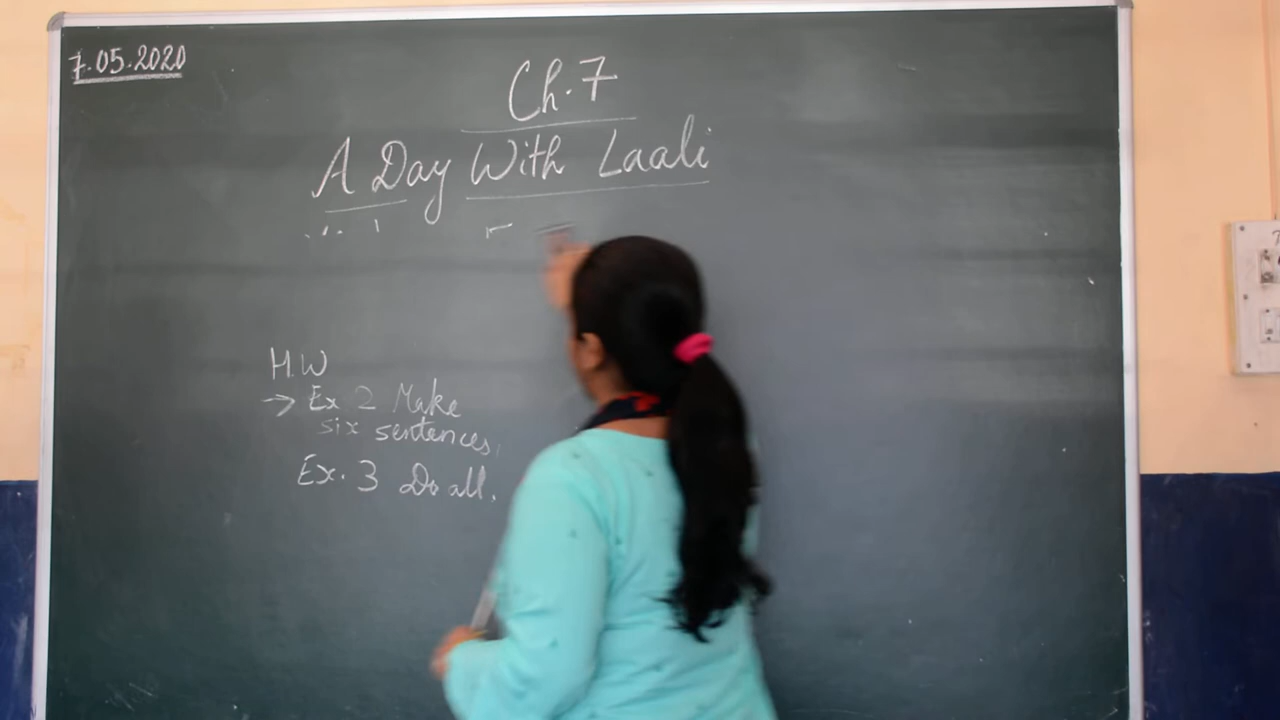 7.05.2020
Ch.7
A Day With Laali
H.W
→ Ex 2 Make
six sentences,
Ex. 3 Do all.